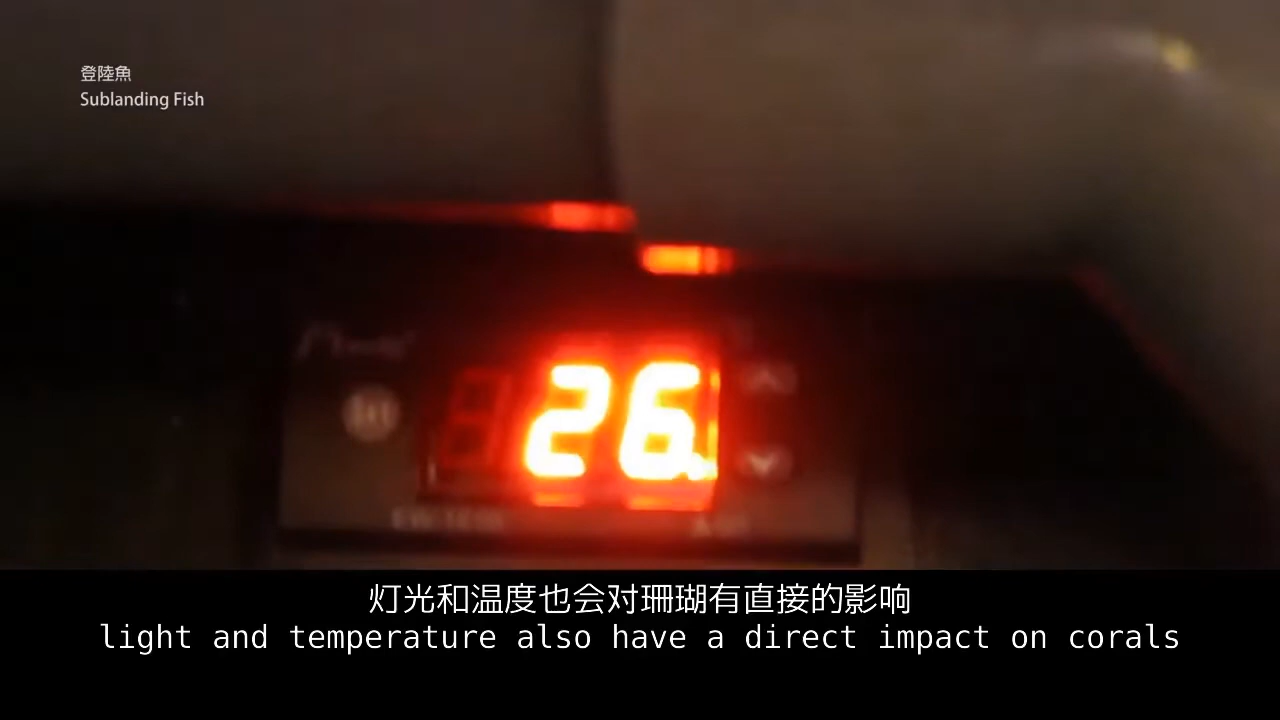 登陸魚
Sublanding Fish
26
灯光和温度也会对珊瑚有直接的影响
light and temperature also have a direct impact on corals